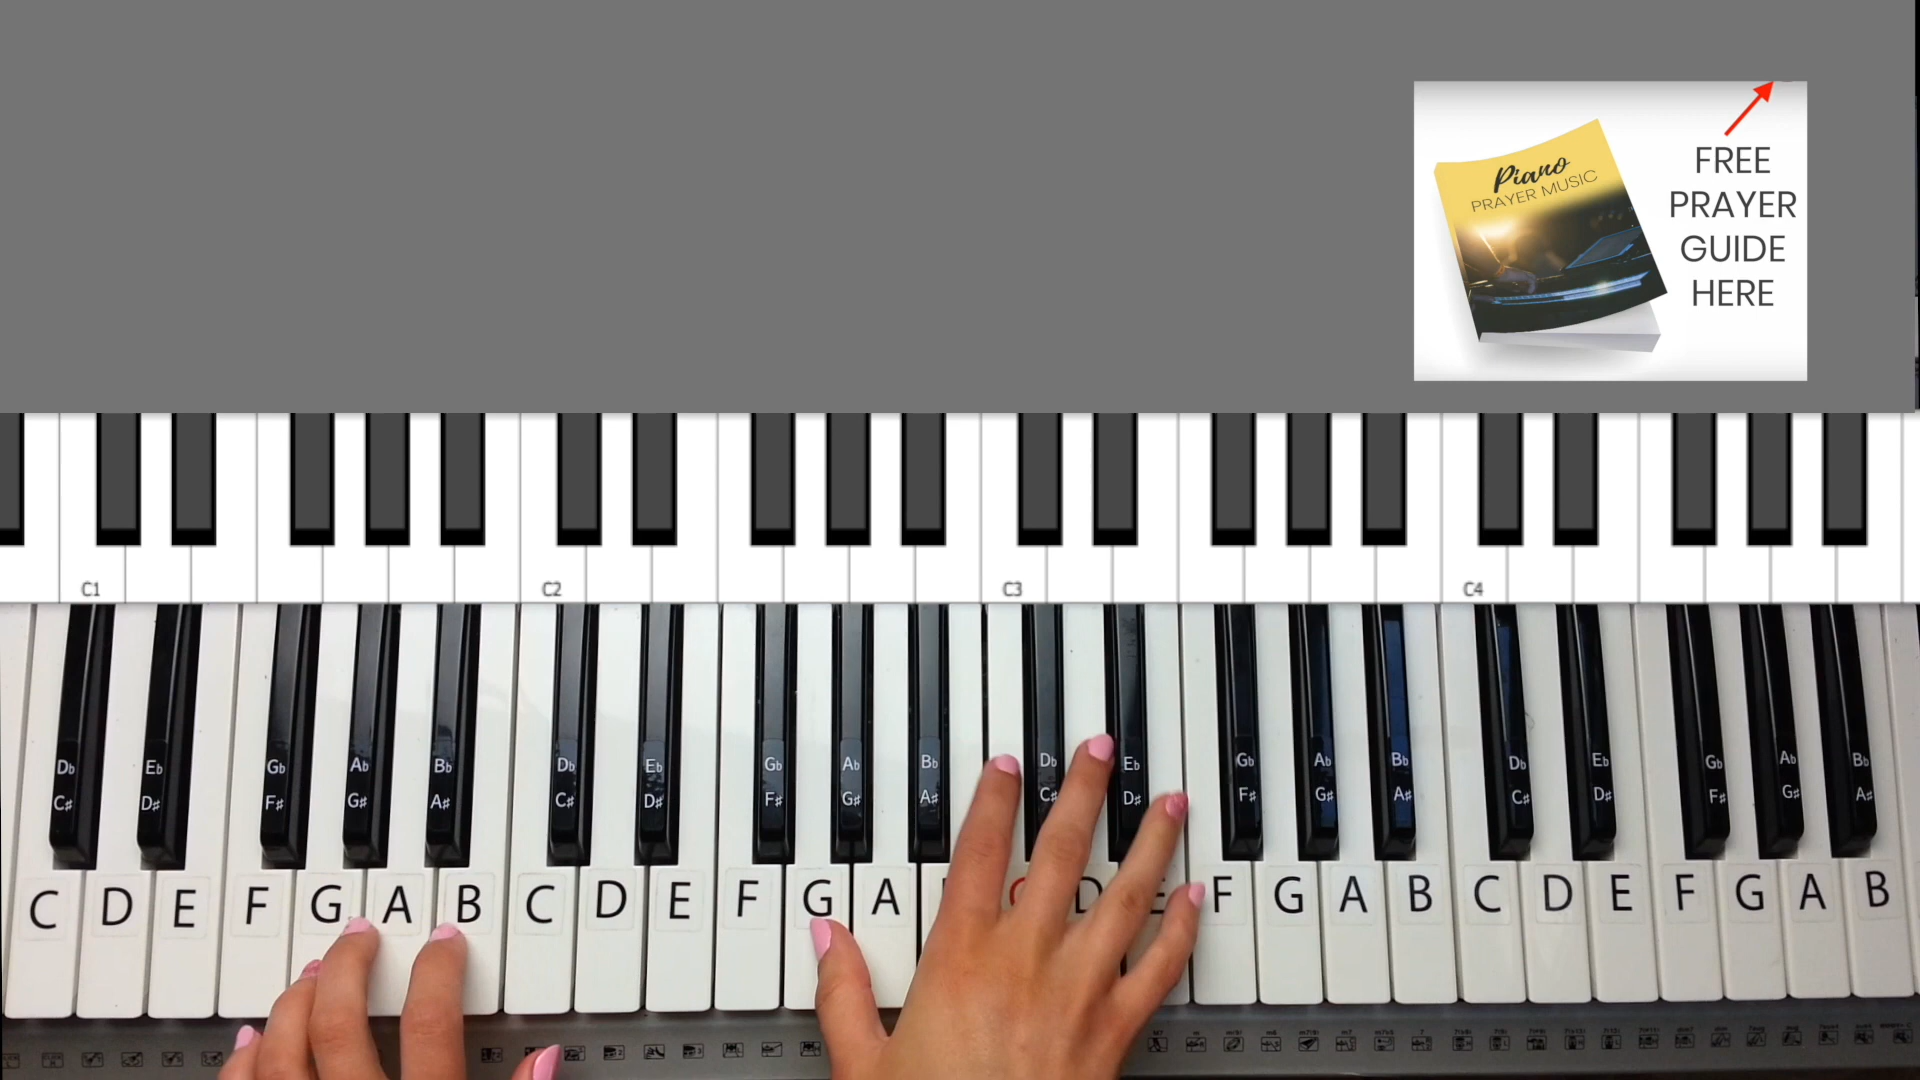 Piano
PRAYER MUSIC
FREE
PRAYER
GUIDE
HERE
C1 C2 C3 C4
Db Eb Gb Ab Bb Db Eb Gb Ab Bb Db Eb Gb Ab Bb Db Eb Gb Ab Bb
C♯ D♯ F♯ G♯ A♯ C♯ D♯ F♯ G♯ A♯ C♯ D♯ F♯ G♯ A♯ C♯ D♯ F♯ G♯ A♯
C D E F G A B C D E F G A D E F G A B C D E F G A B